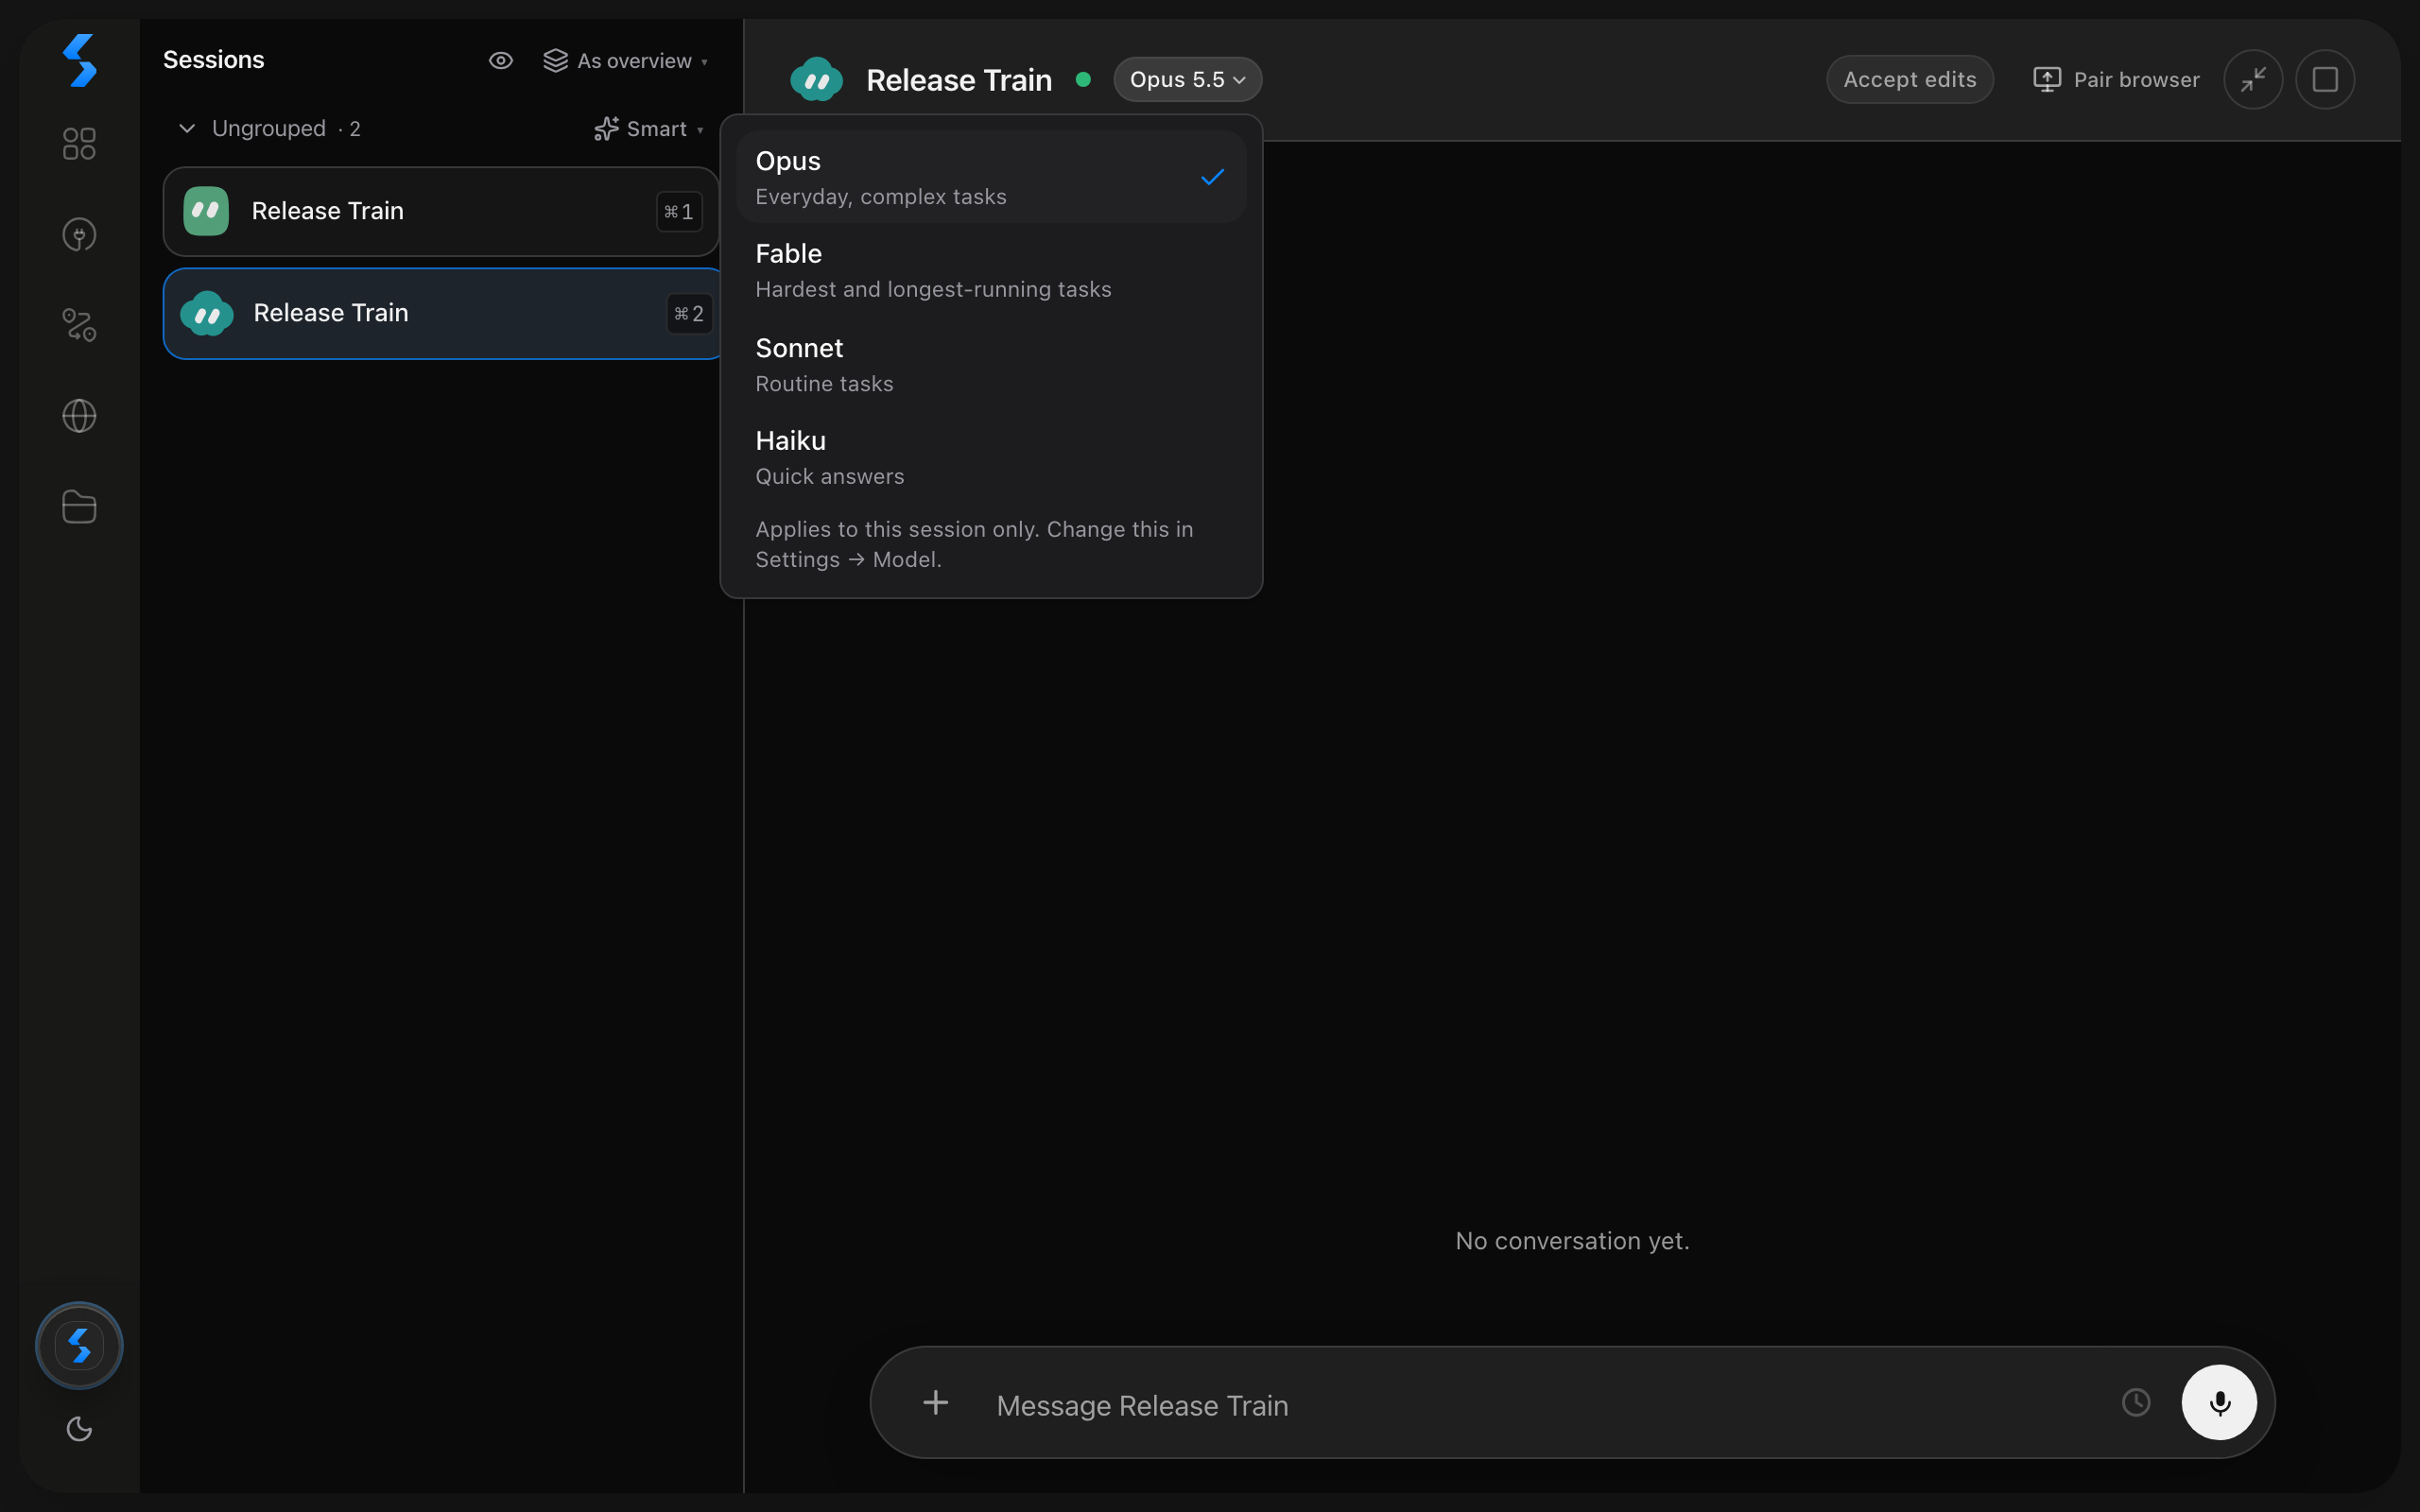 Sessions
As overview
Ungrouped · 2
Smart
Release Train
⌘1
Release Train
⌘2
Release Train
Opus 5.5
Accept edits
Pair browser
Opus
Everyday, complex tasks
Fable
Hardest and longest-running tasks
Sonnet
Routine tasks
Haiku
Quick answers
Applies to this session only. Change this in
Settings → Model.
No conversation yet.
Message Release Train